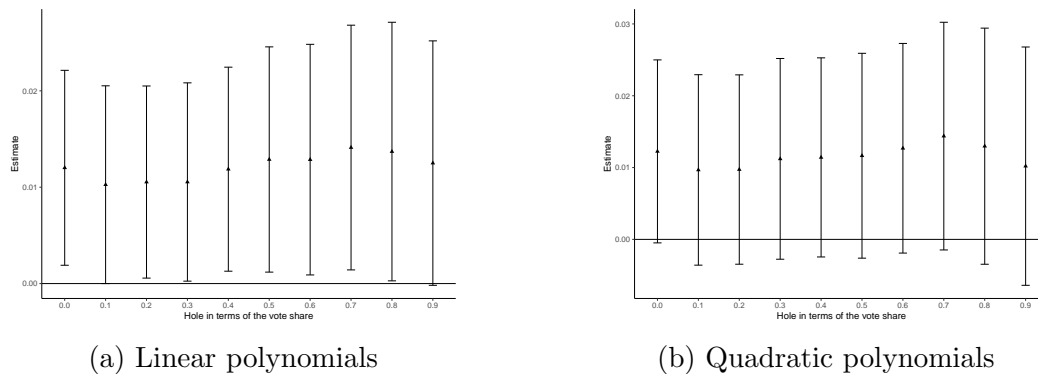 0.02
0.01
0.00
Estimate
0.0 0.1 0.2 0.3 0.4 0.5 0.6 0.7 0.8 0.9
Hole in terms of the vote share
(a) Linear polynomials
0.03
0.02
0.01
0.00
Estimate
0.0 0.1 0.2 0.3 0.4 0.5 0.6 0.7 0.8 0.9
Hole in terms of the vote share
(b) Quadratic polynomials